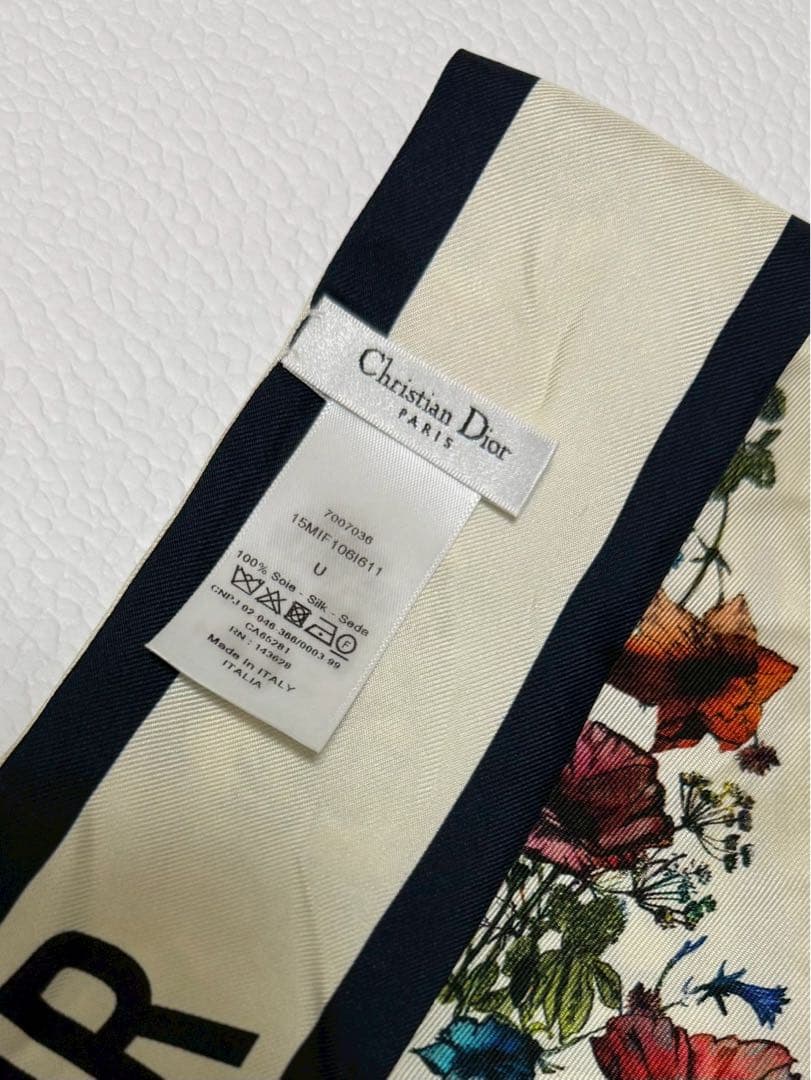 Christian Dior
PARIS
7007036
15MIF106I611
U
100% Soie - Silk - Seda
F
CNPJ 02.046.366/0003.99
CA65281
RN : 143628
Made in ITALY
ITALIA
R